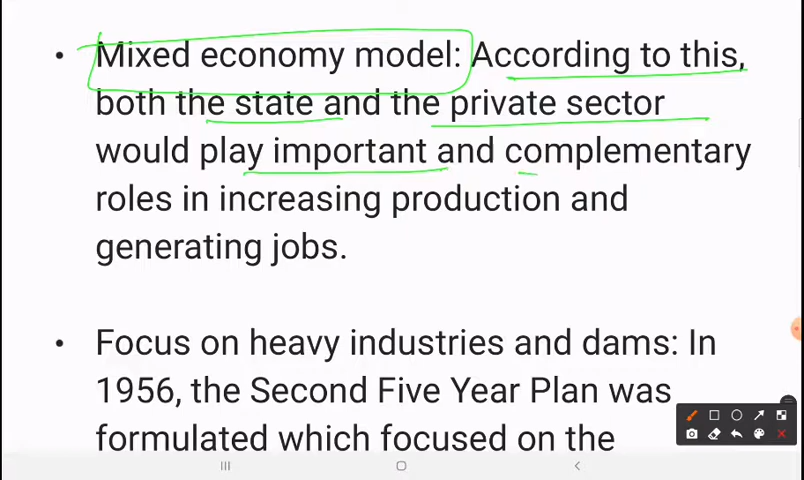 • Mixed economy model: According to this,
both the state and the private sector
would play important and complementary
roles in increasing production and
generating jobs.
• Focus on heavy industries and dams: In
1956, the Second Five Year Plan was
formulated which focused on the